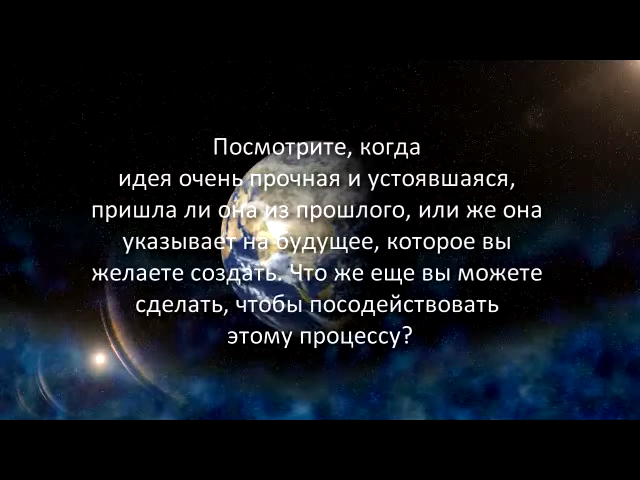 Посмотрите, когда
идея очень прочная и устоявшаяся,
пришла ли она из прошлого, или же она
указывает на будущее, которое вы
желаете создать. Что же еще вы можете
сделать, чтобы посодействовать
этому процессу?